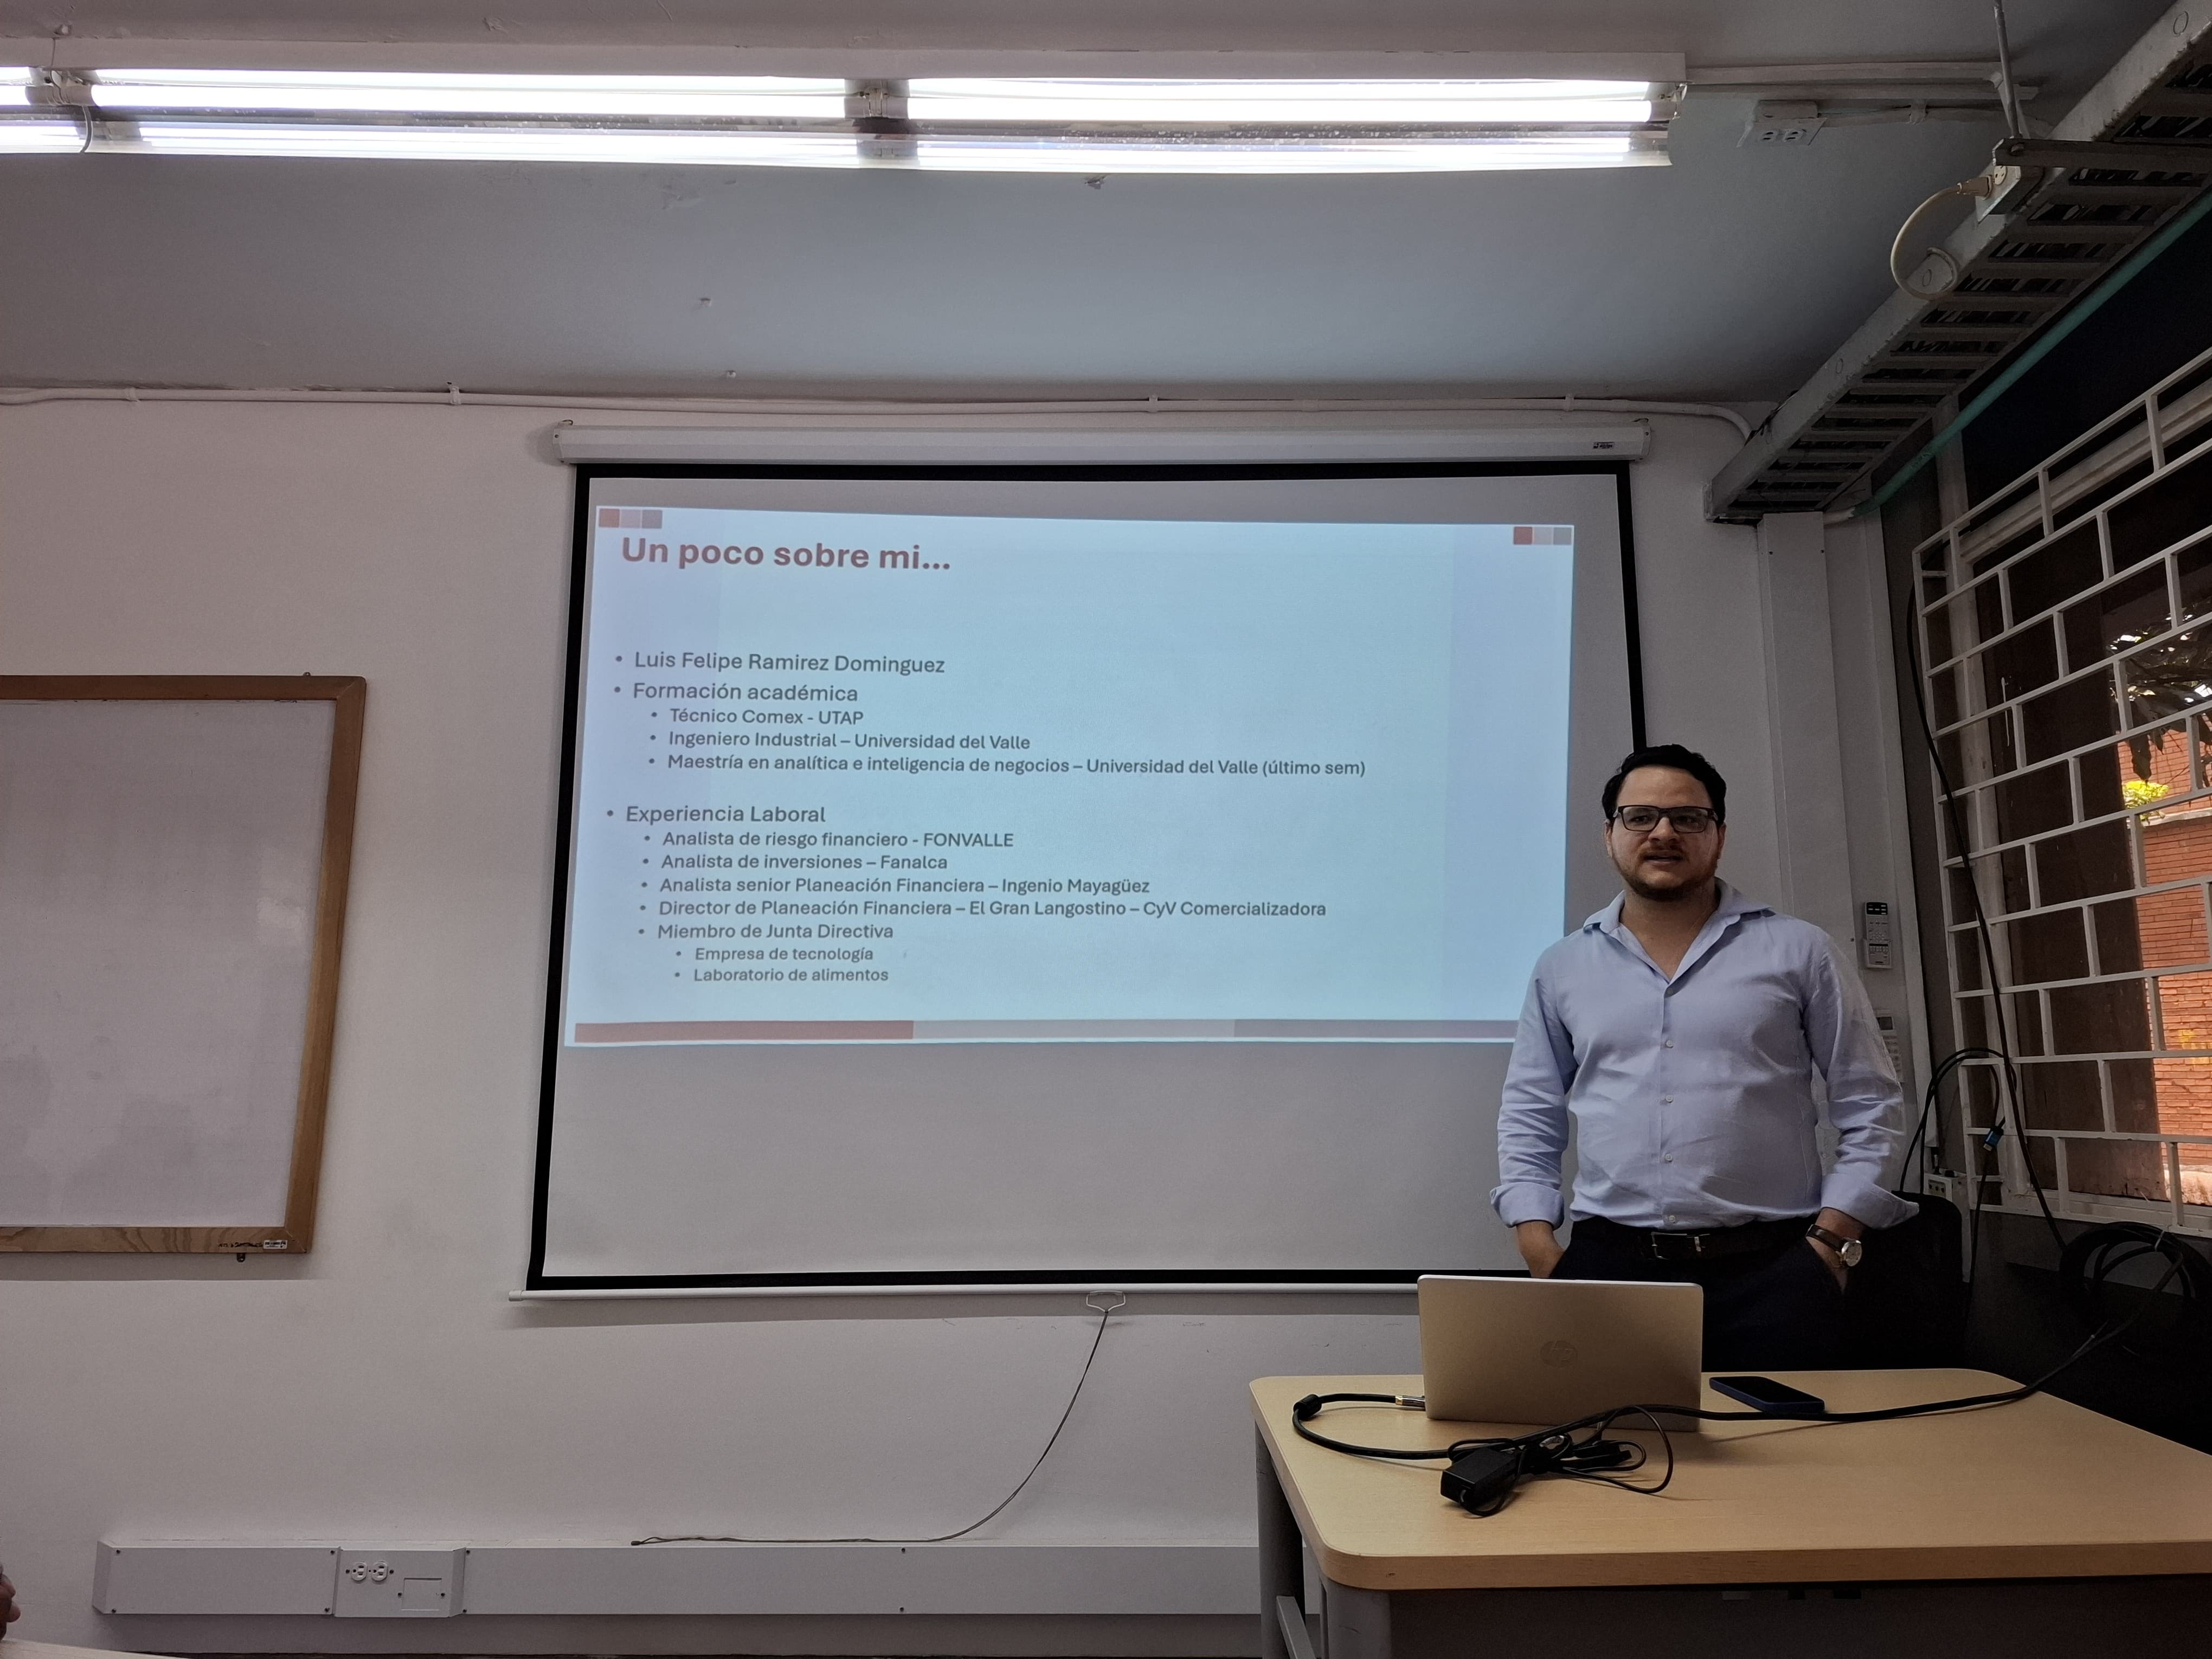 Un poco sobre mi...
• Luis Felipe Ramirez Dominguez
• Formación académica
• Técnico Comex - UTAP
• Ingeniero Industrial – Universidad del Valle
• Maestría en analítica e inteligencia de negocios – Universidad del Valle (último sem)
• Experiencia Laboral
• Analista de riesgo financiero - FONVALLE
• Analista de inversiones – Fanalca
• Analista senior Planeación Financiera – Ingenio Mayagüez
• Director de Planeación Financiera – El Gran Langostino – CyV Comercializadora
• Miembro de Junta Directiva
• Empresa de tecnología
• Laboratorio de alimentos
hp